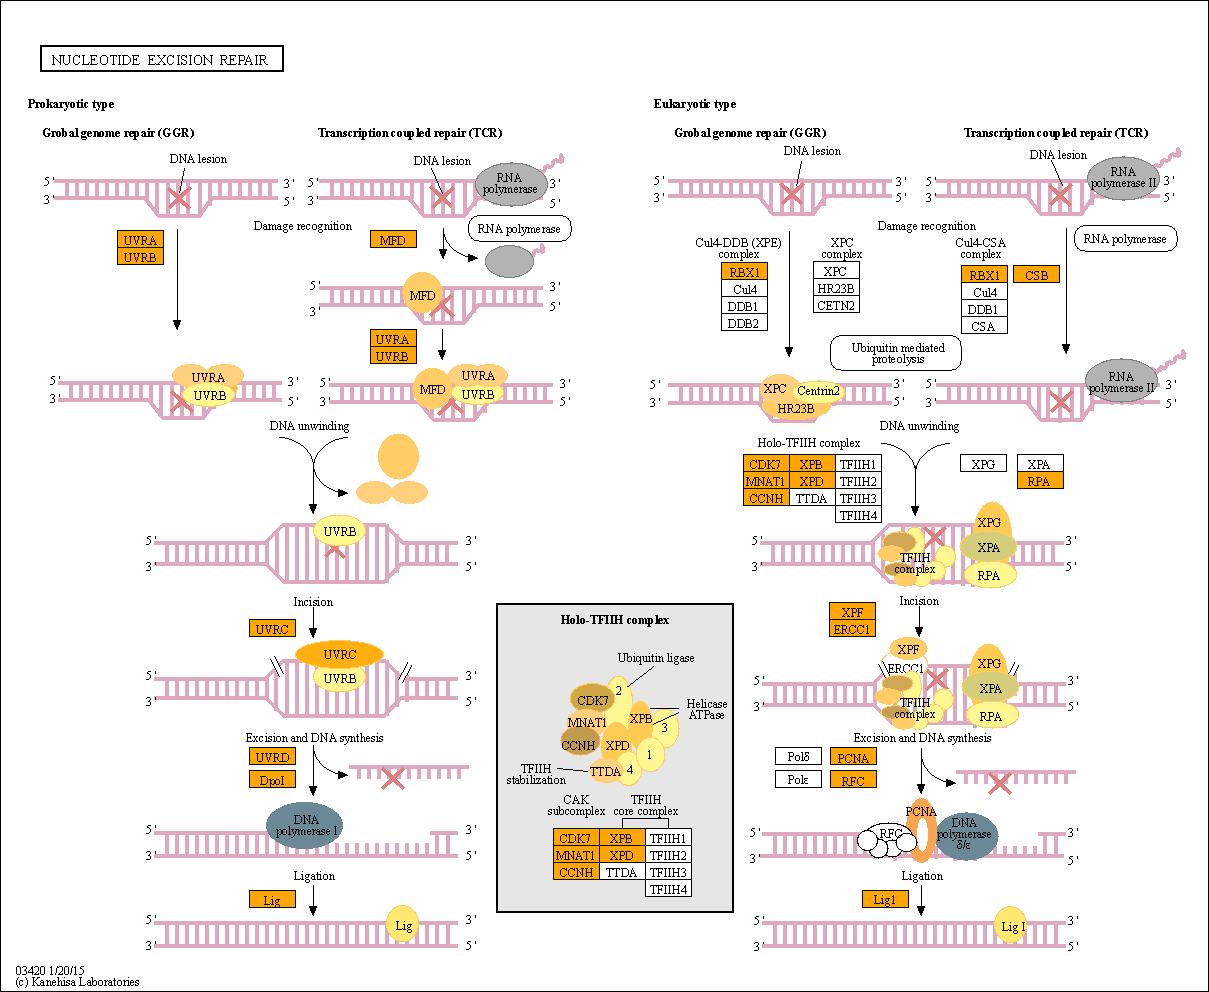 NUCLEOTIDE EXCISION REPAIR
Prokaryotic type
Eukaryotic type
Grobal genome repair (GGR)
Transcription coupled repair (TCR)
Grobal genome repair (GGR)
Transcription coupled repair (TCR)
DNA lesion
DNA lesion
DNA lesion
DNA lesion
5'
3'
3'
5'
5'
3'
RNA
polymerase
3'
5'
5'
3'
3'
5'
5'
3'
RNA
polymerase II
3'
5'
Damage recognition
RNA polymerase
Damage recognition
RNA polymerase
UVRA
UVRB
MFD
Cul4-DDB (XPE)
complex
RBX1
Cul4
DDB1
DDB2
XPC
complex
XPC
HR23B
CETN2
Cul4-CSA
complex
RBX1
CSB
Cul4
DDB1
CSA
5'
3'
MFD
3'
5'
UVRA
UVRB
Ubiquitin mediated
proteolysis
5'
3'
UVRA
UVRB
3'
5'
5'
3'
MFD
UVRA
UVRB
3'
5'
5'
3'
XPC
Centrin2
HR23B
3'
5'
5'
3'
RNA
polymerase II
3'
5'
DNA unwinding
DNA unwinding
Holo-TFIIH complex
CDK7 XPB TFIIH1
MNAT1 XPD TFIIH2
CCNH TTDA TFIIH3
TFIIH4
XPG
XPA
RPA
5'
3'
UVRB
3'
5'
5'
3'
TFIIH
complex
XPG
XPA
RPA
3'
5'
Incision
UVRC
Incision
XPF
ERCC1
5'
3'
UVRC
UVRB
3'
5'
5'
3'
XPF
ERCC1
TFIIH
complex
XPG
XPA
RPA
3'
5'
Holo-TFIIH complex
Ubiquitin ligase
2
CDK7
MNAT1
CCNH
XPB
XPD
Helicase
ATPase
3
1
4
TTDA
TFIIH
stabilization
CAK
subcomplex
TFIIH
core complex
CDK7 XPB TFIIH1
MNAT1 XPD TFIIH2
CCNH TTDA TFIIH3
TFIIH4
Excision and DNA synthesis
UVRD
DpoI
Excision and DNA synthesis
Polδ PCNA
Polε RFC
5'
3'
DNA
polymerase I
3'
5'
5'
3'
RFC
PCNA
DNA
polymerase
δ/ε
3'
5'
Ligation
Lig
Ligation
Lig1
5'
3'
Lig
3'
5'
5'
3'
Lig I
3'
5'
03420 1/20/15
(c) Kanehisa Laboratories